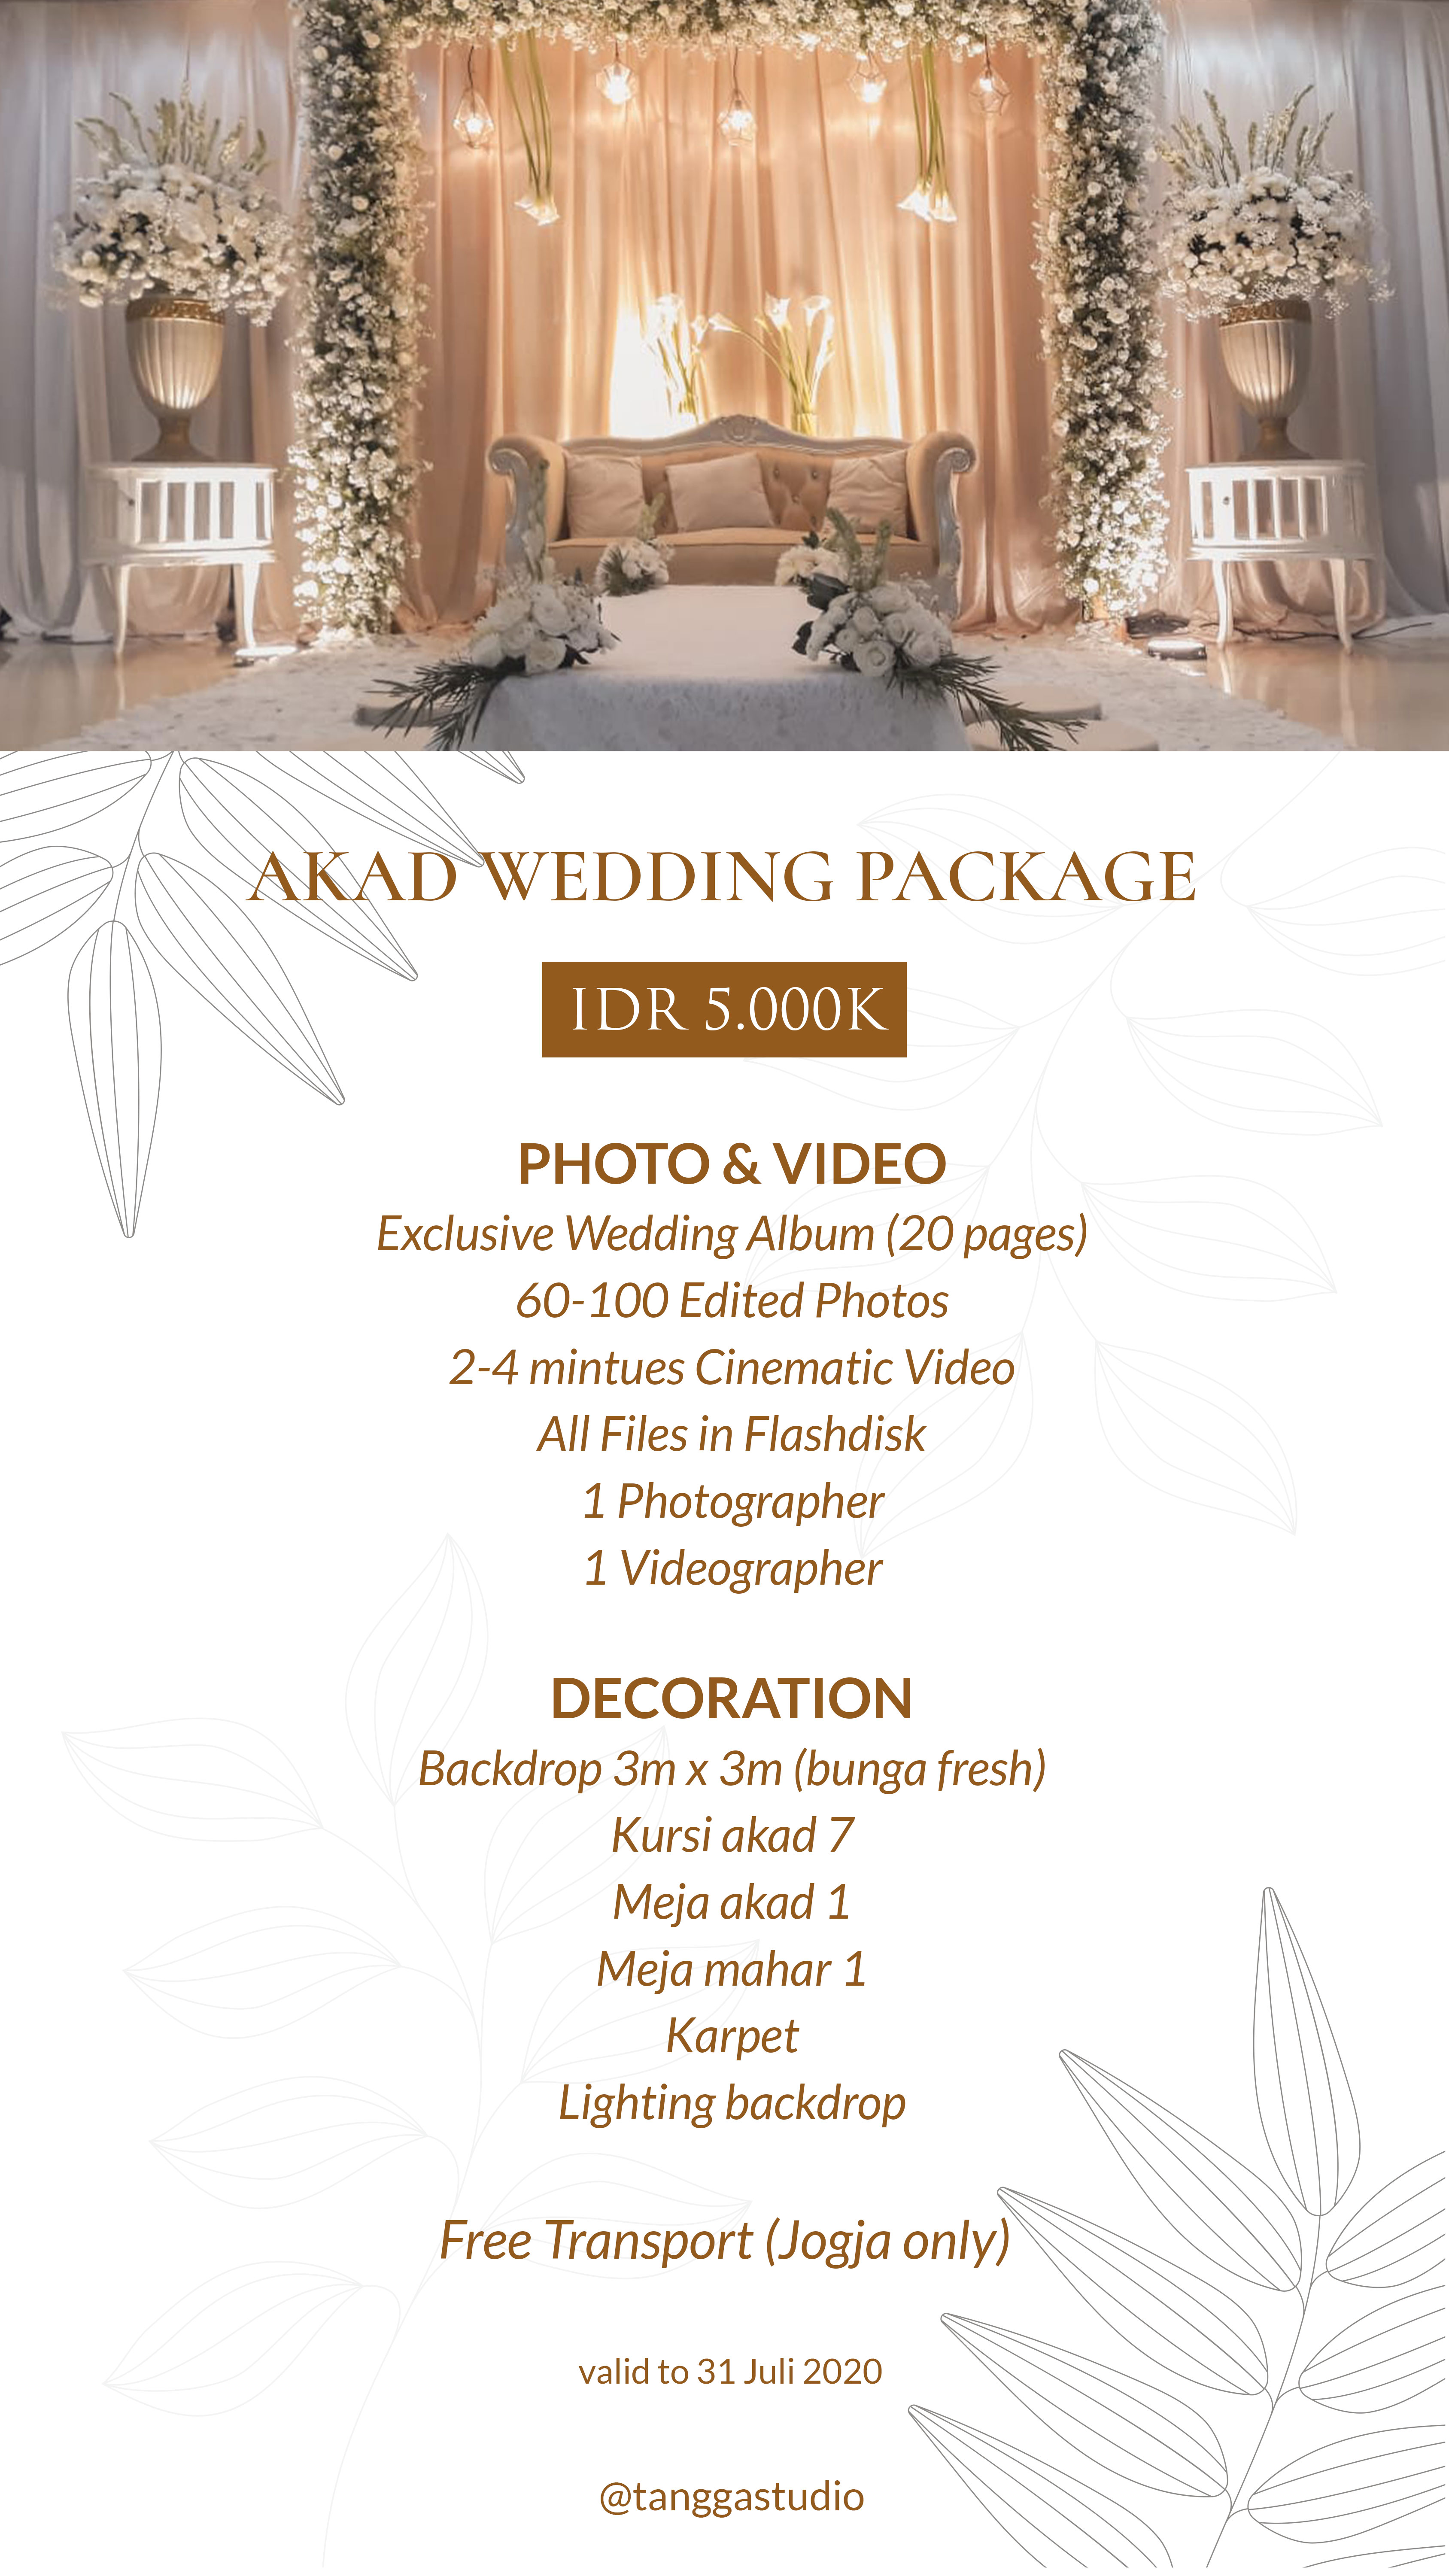 AKAD WEDDING PACKAGE
IDR 5.000K
PHOTO & VIDEO
Exclusive Wedding Album (20 pages)
60-100 Edited Photos
2-4 mintues Cinematic Video
All Files in Flashdisk
1 Photographer
1 Videographer
DECORATION
Backdrop 3m x 3m (bunga fresh)
Kursi akad 7
Meja akad 1
Meja mahar 1
Karpet
Lighting backdrop
Free Transport (Jogja only)
valid to 31 Juli 2020
@tanggastudio